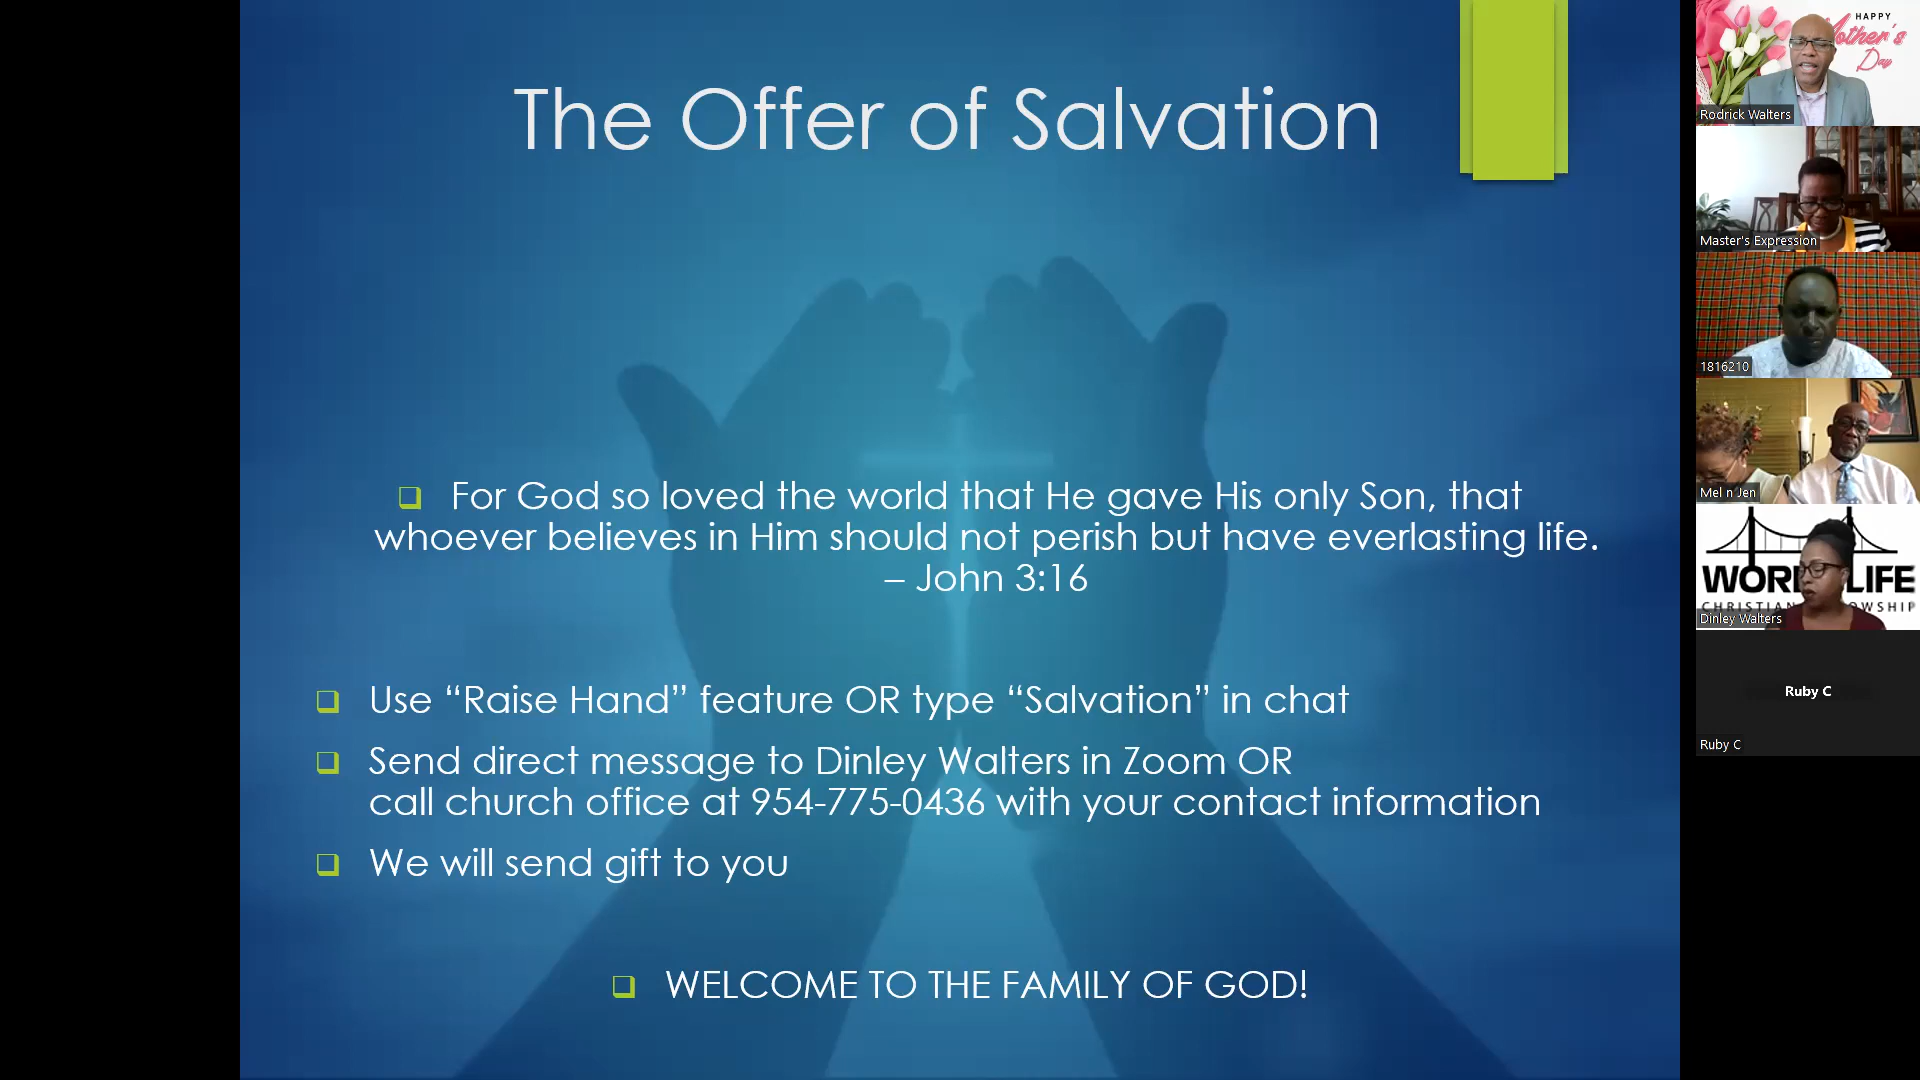 The Offer of Salvation
For God so loved the world that He gave His only Son, that
whoever believes in Him should not perish but have everlasting life.
– John 3:16
Use “Raise Hand” feature OR type “Salvation” in chat
Send direct message to Dinley Walters in Zoom OR
call church office at 954-775-0436 with your contact information
We will send gift to you
WELCOME TO THE FAMILY OF GOD!
HAPPY
Mother's
Day
Rodrick Walters
Master's Expression
1816210
Mel n Jen
LIFE
Dinley Walters
Ruby C
Ruby C